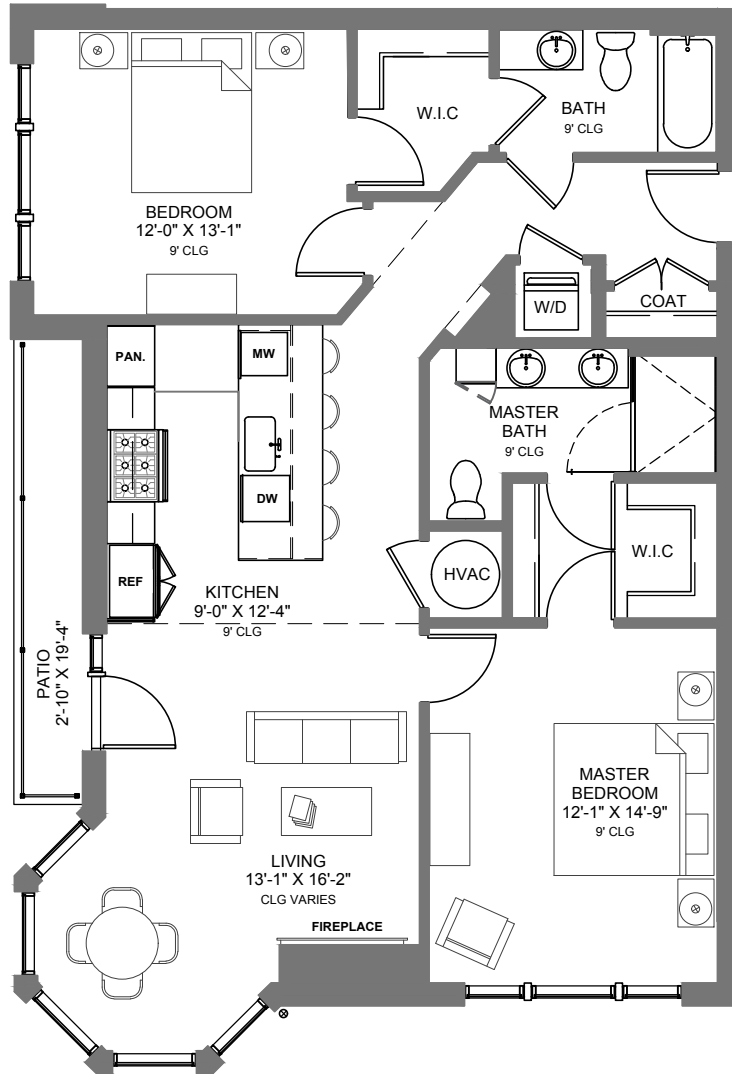 W.I.C
BATH
9' CLG
BEDROOM
12'-0" X 13'-1"
9' CLG
W/D
COAT
PAN.
MW
MASTER
BATH
9' CLG
DW
REF
HVAC
W.I.C
KITCHEN
9'-0" X 12'-4"
9' CLG
PATIO
2'-10" X 19'-4"
MASTER
BEDROOM
12'-1" X 14'-9"
9' CLG
LIVING
13'-1" X 16'-2"
CLG VARIES
FIREPLACE